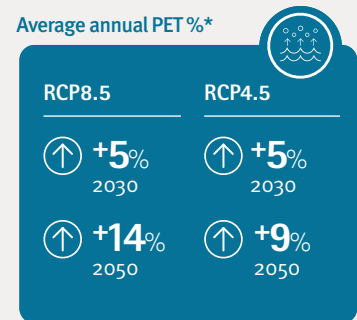 Average annual PET %*
RCP8.5 RCP4.5
+5% +5%
2030 2030
+14% +9%
2050 2050